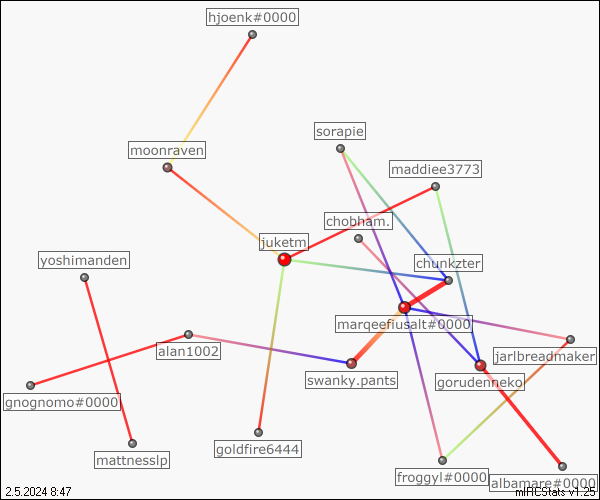 hjoenk#0000
sorapie
moonraven
maddiee3773
chobham.
juketm
yoshimanden
chunkzter
marqeefiusalt#0000
alan1002
jarlbreadmaker
swanky.pants
gorudenneko
gnognomo#0000
goldfire6444
mattnesslp
froggyl#0000
albamare#0000
2.5.2024 8:47
mIRCStats v1.25